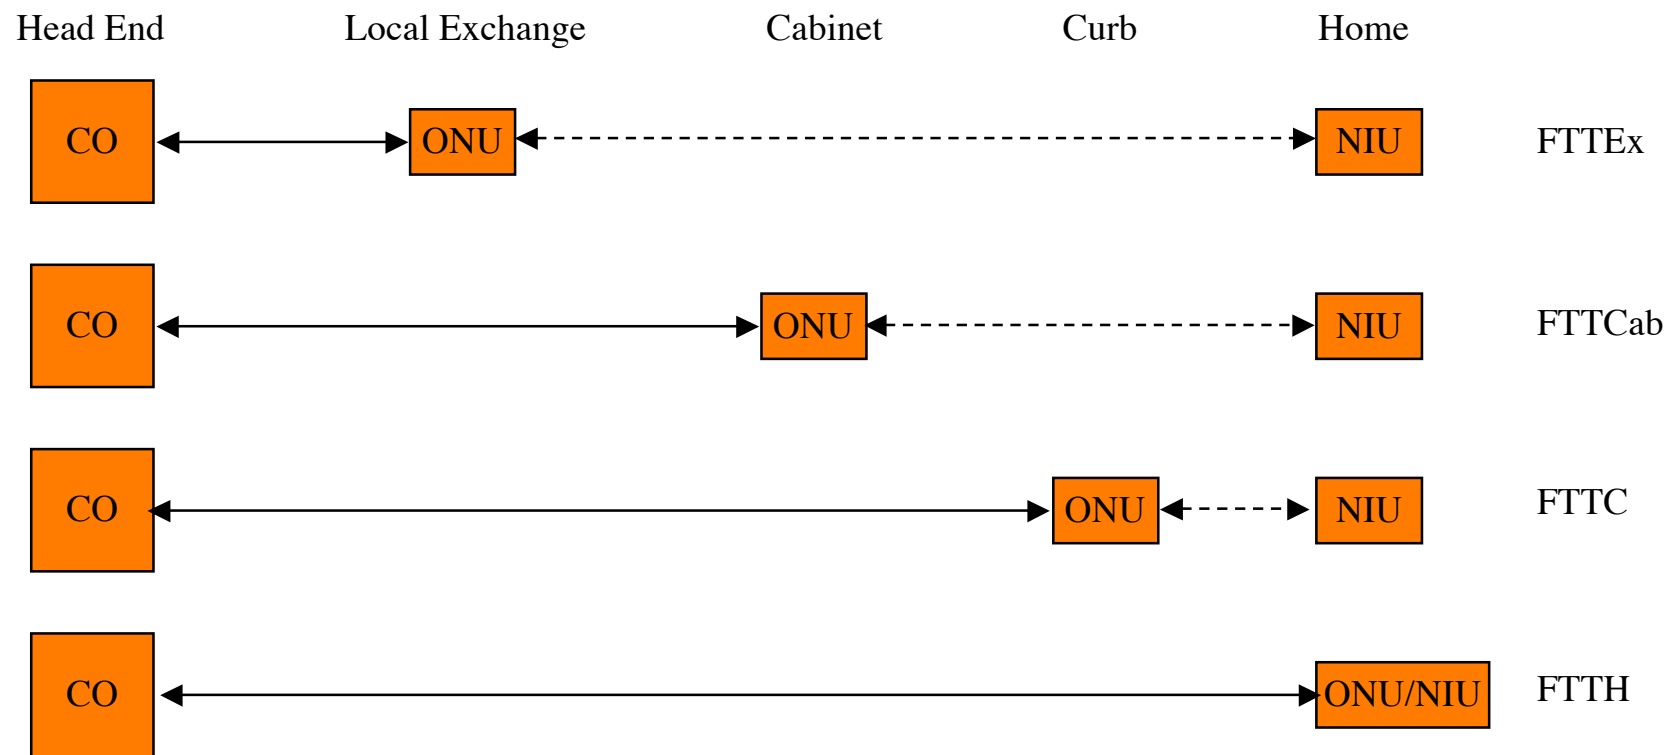 Head End Local Exchange Cabinet Curb Home
CO ONU NIU FTTEx
CO ONU NIU FTTCab
CO ONU NIU FTTC
CO ONU/NIU FTTH